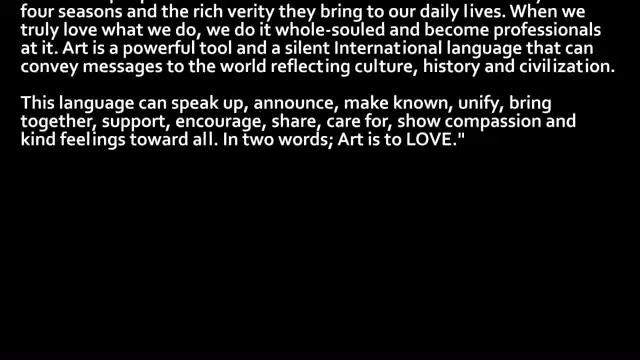 four seasons and the rich verity they bring to our daily lives. When we
truly love what we do, we do it whole-souled and become professionals
at it. Art is a powerful tool and a silent International language that can
convey messages to the world reflecting culture, history and civilization.
This language can speak up, announce, make known, unify, bring
together, support, encourage, share, care for, show compassion and
kind feelings toward all. In two words; Art is to LOVE."